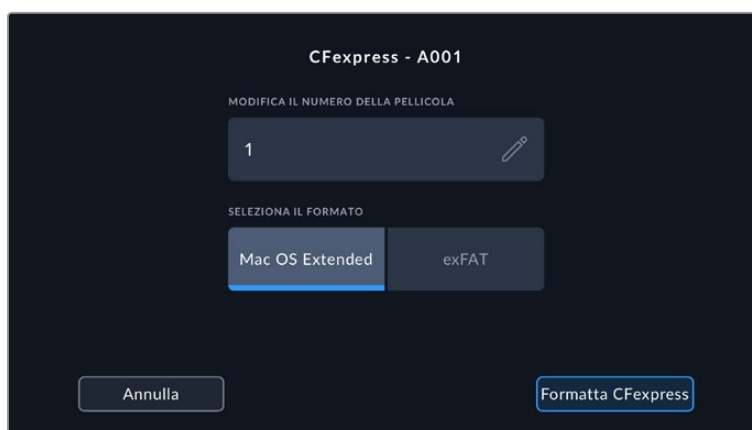 CFexpress - A001
MODIFICA IL NUMERO DELLA PELLICOLA
1
SELEZIONA IL FORMATO
Mac OS Extended
exFAT
Annulla
Formatta CFexpress